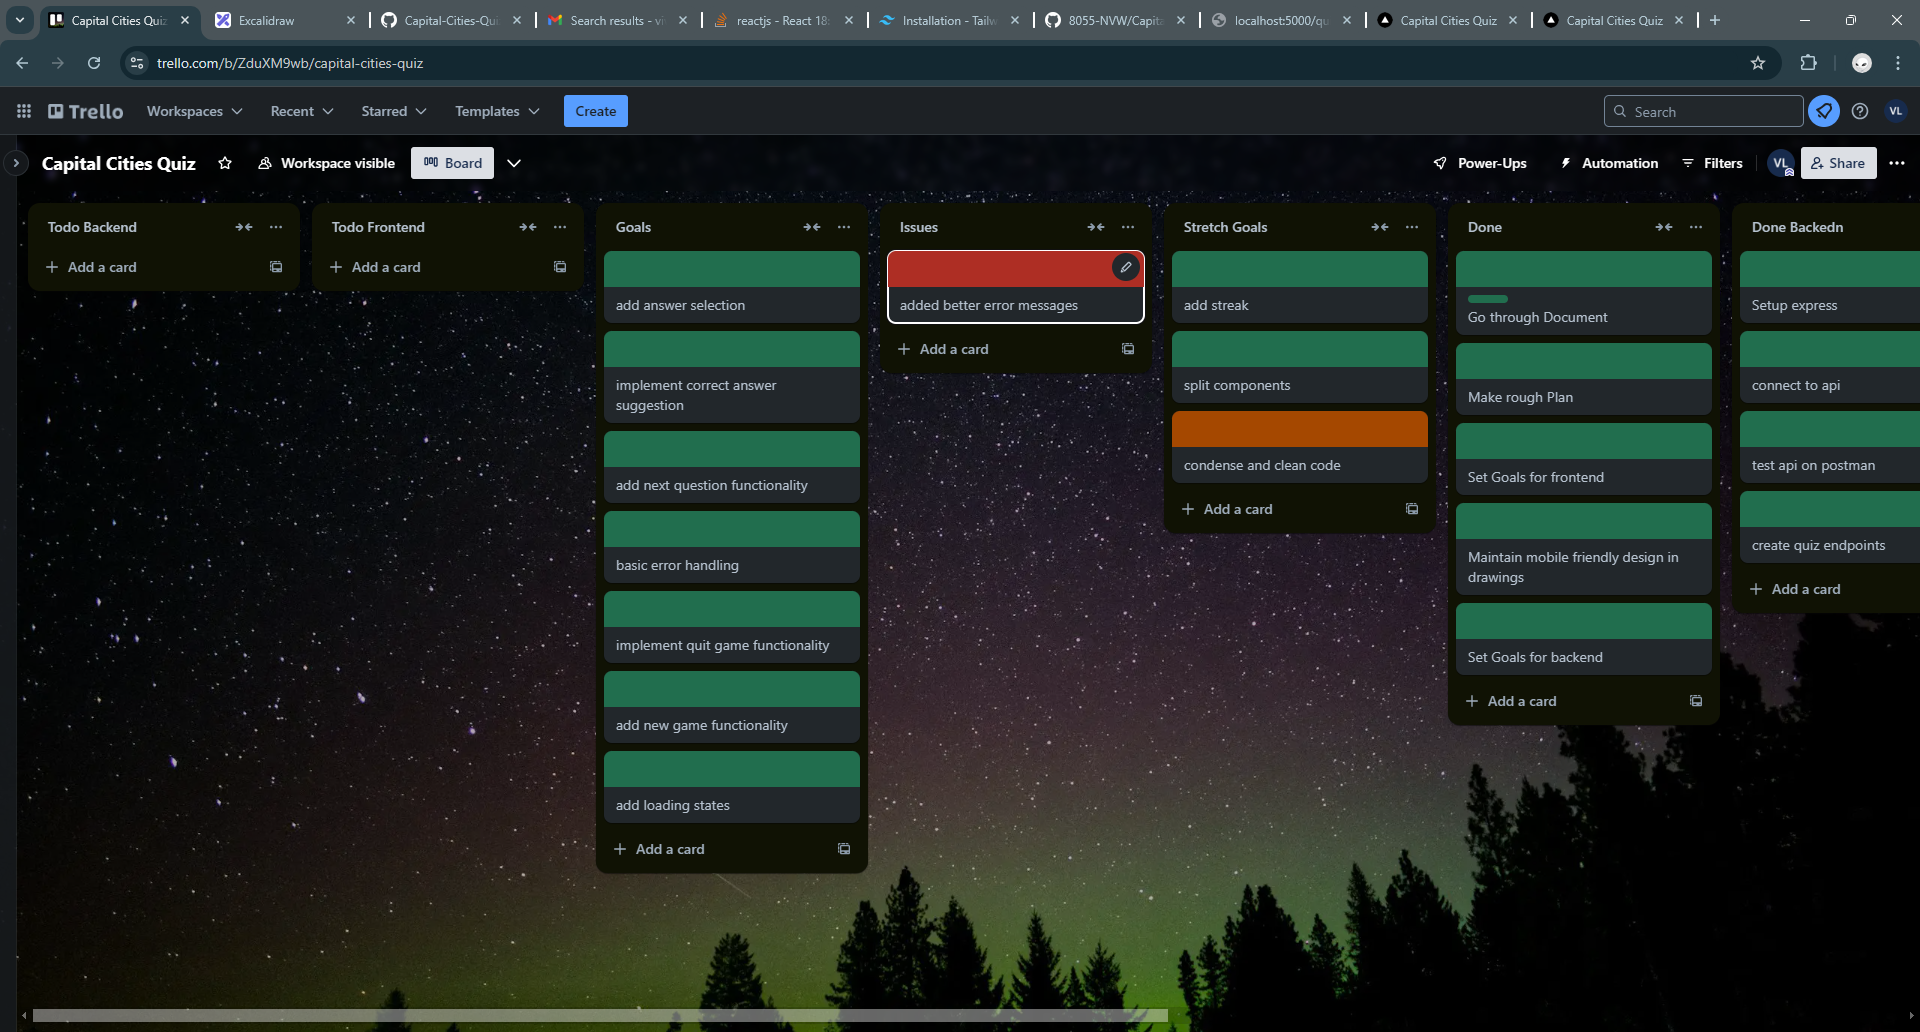 Capital Cities Quiz
Excalidraw
Capital-Cities-Qu
Search results - vi
reactjs - React 18
Installation - Tailw
8055-NVW/Capita
localhost:5000/qu
Capital Cities Quiz
Capital Cities Quiz
trello.com/b/ZduXM9wb/capital-cities-quiz
Trello
Workspaces
Recent
Starred
Templates
Create
Search
VL
Capital Cities Quiz
Workspace visible
Board
Power-Ups
Automation
Filters
VL
Share
Todo Backend
Add a card
Todo Frontend
Add a card
Goals
add answer selection
implement correct answer
suggestion
add next question functionality
basic error handling
implement quit game functionality
add new game functionality
add loading states
Add a card
Issues
added better error messages
Add a card
Stretch Goals
add streak
split components
condense and clean code
Add a card
Done
Go through Document
Make rough Plan
Set Goals for frontend
Maintain mobile friendly design in
drawings
Set Goals for backend
Add a card
Done Backedn
Setup express
connect to api
test api on postman
create quiz endpoints
Add a card